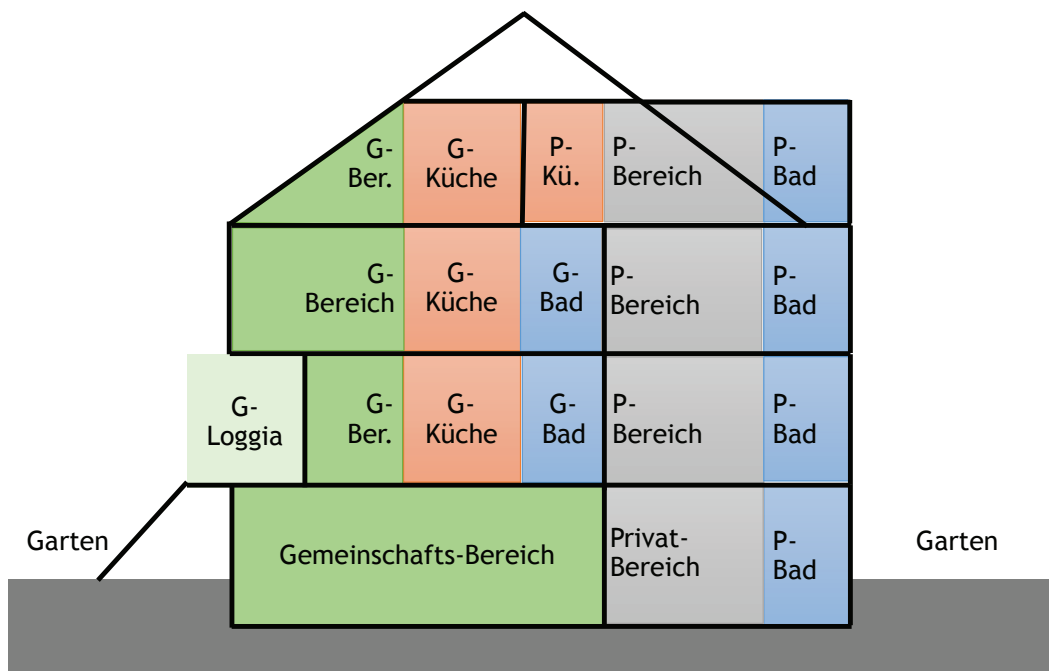 G-
Ber.
G-
Küche
P-
Kü.
P-
Bereich
P-
Bad
G-
Bereich
G-
Küche
G-
Bad
P-
Bereich
P-
Bad
G-
Loggia
G-
Ber.
G-
Küche
G-
Bad
P-
Bereich
P-
Bad
Garten
Gemeinschafts-Bereich
Privat-
Bereich
P-
Bad
Garten